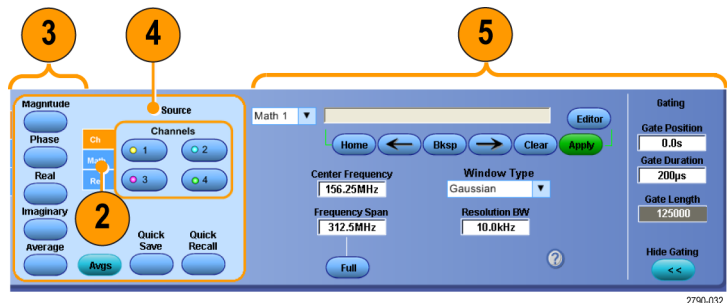 3
4
5
Magnitude
Phase
Real
Imaginary
Average
Source
Ch
Math
Channels
1
2
3
4
2
Avgs
Quick Save
Quick Recall
Math 1
Editor
Home
←
Bksp
→
Clear
Apply
Center Frequency
156.25MHz
Frequency Span
312.5MHz
Full
Window Type
Gaussian
Resolution BW
10.0kHz
?
Gating
Gate Position
0.0s
Gate Duration
200µs
Gate Length
125000
Hide Gating
<<
2790-032